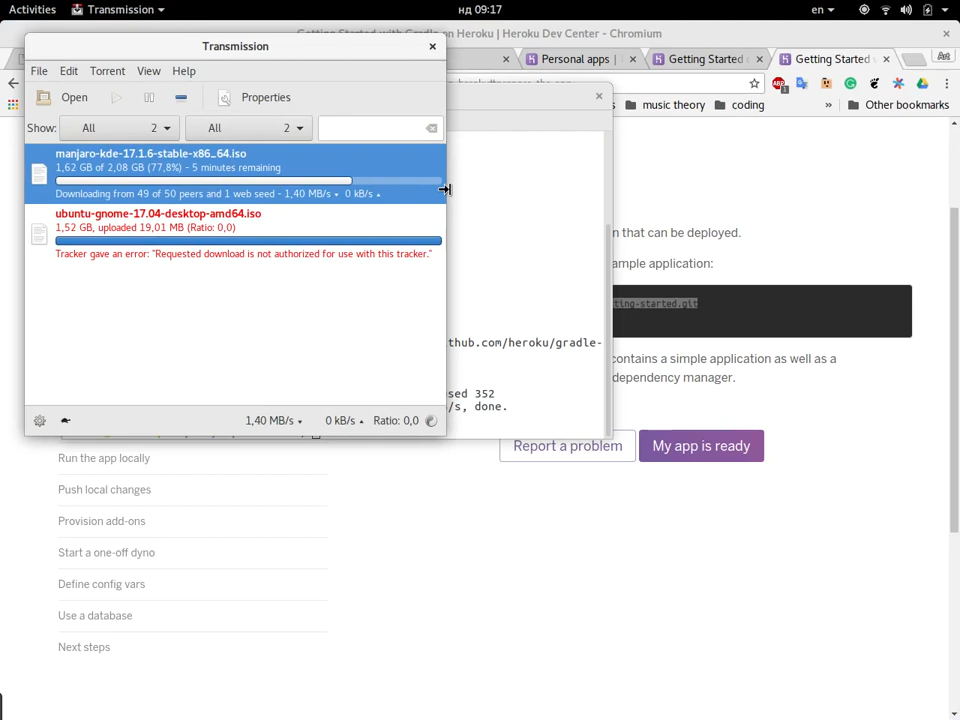 Activities Transmission нд 09:17 en
Getting Started with Gradle on Heroku | Heroku Dev Center - Chromium
Transmission
Personal apps | Getting Started Getting Started Art
File Edit Torrent View Help
Open Properties
music theory coding » Other bookmarks
Show: All 2 All 2
manjaro-kde-17.1.6-stable-x86_64.iso
1,62 GB of 2,08 GB (77,8%) - 5 minutes remaining
Downloading from 49 of 50 peers and 1 web seed - 1,40 MB/s 0 kB/s
ubuntu-gnome-17.04-desktop-amd64.iso
1,52 GB, uploaded 19,01 MB (Ratio: 0,0)
Tracker gave an error: "Requested download is not authorized for use with this tracker."
n that can be deployed.
ample application:
ting-started.git
thub.com/heroku/gradle-
contains a simple application as well as a
dependency manager.
sed 352
/s, done.
1,40 MB/s 0 kB/s Ratio: 0,0
Report a problem My app is ready
Run the app locally
Push local changes
Provision add-ons
Start a one-off dyno
Define config vars
Use a database
Next steps